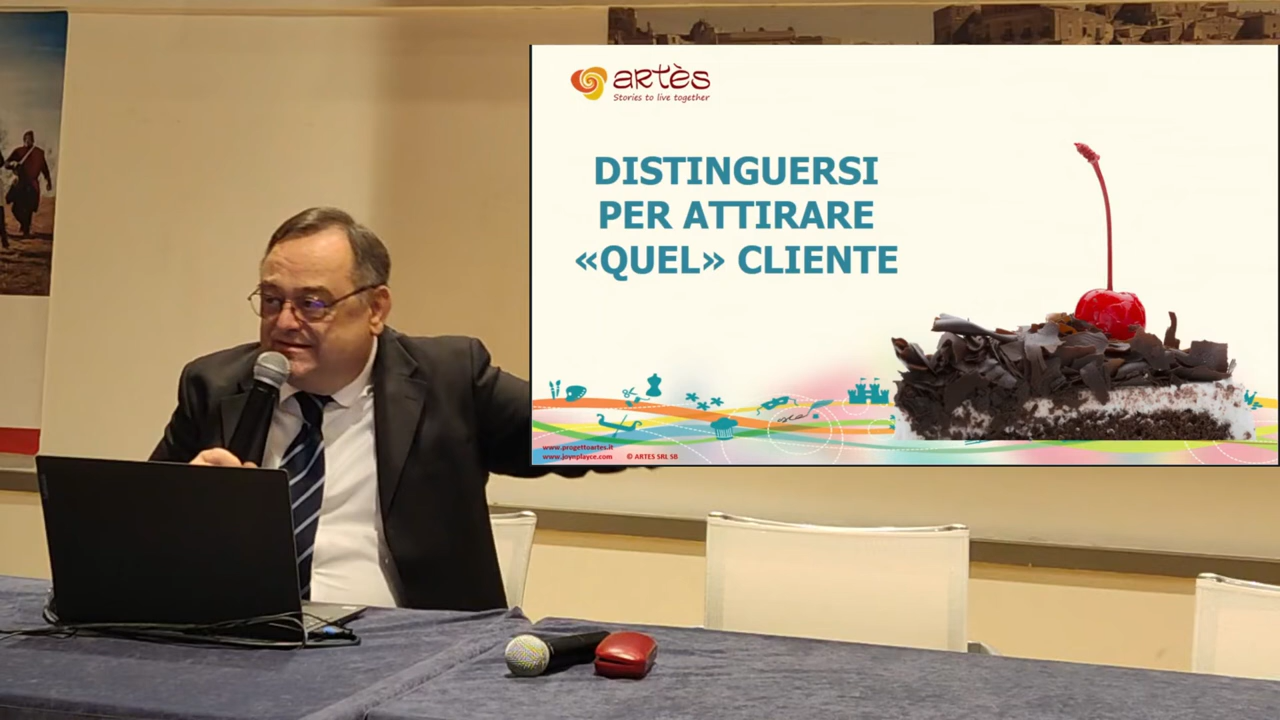 artès
Stories to live together
DISTINGUERSI
PER ATTIRARE
«QUEL» CLIENTE
www.progettoartes.it
www.joynplayce.com © ARTES SRL SB